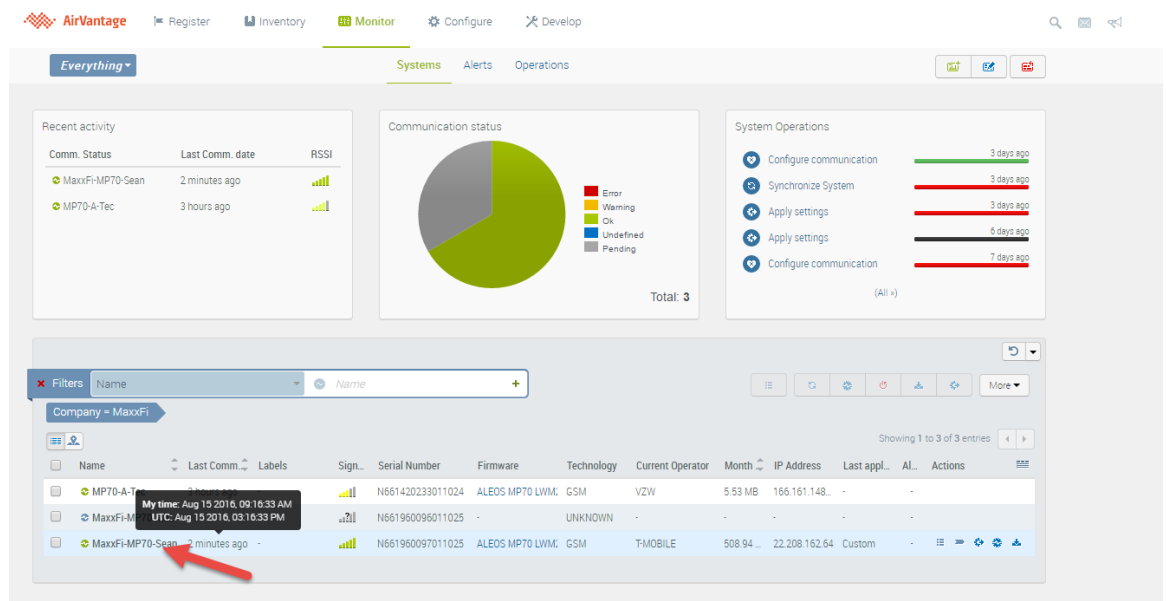 AirVantage Register Inventory Monitor Configure Develop
Everything Systems Alerts Operations
Recent activity
Comm. Status Last Comm. date RSSI
MaxxFi-MP70-Sean 2 minutes ago
MP70-A-Tec 3 hours ago
Communication status
Error
Warning
Ok
Undefined
Pending
Total: 3
System Operations
Configure communication 3 days ago
Synchronize System 3 days ago
Apply settings 3 days ago
Apply settings 6 days ago
Configure communication 7 days ago
(All »)
Filters Name Name + More
Company = MaxxFi
Showing 1 to 3 of 3 entries
Name Last Comm... Labels Sign... Serial Number Firmware Technology Current Operator Month IP Address Last appl... Al... Actions
MP70-A-Tec 3 hours ago - N661420233011024 ALEOS MP70 LWM: GSM VZW 5.53 MB 166.161.148... - -
My time: Aug 15 2016, 09:16:33 AM
UTC: Aug 15 2016, 03:16:33 PM
MaxxFi-MP70 ? N661960096011025 - UNKNOWN - - - - -
MaxxFi-MP70-Sean 2 minutes ago - N661960097011025 ALEOS MP70 LWM: GSM T-MOBILE 508.94 ... 22.208.162.64 Custom -